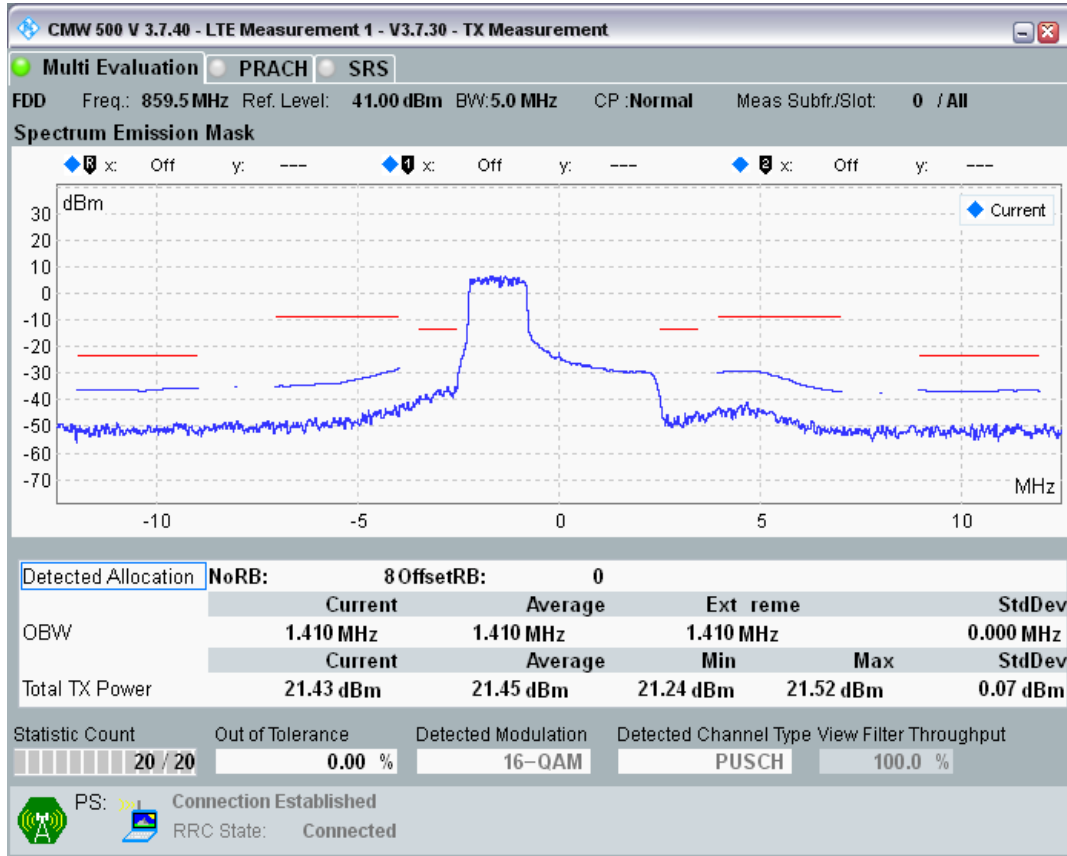 CMW 500 V 3.7.40 - LTE Measurement 1 - V3.7.30 - TX Measurement
Multi Evaluation PRACH SRS
FDD Freq.: 859.5 MHz Ref. Level: 41.00 dBm BW:5.0 MHz CP :Normal Meas Subfr./Slot: 0 / All
Spectrum Emission Mask
R x: Off y: --- 1 x: Off y: --- 2 x: Off y: ---
dBm
Current
30
20
10
0
-10
-20
-30
-40
-50
-60
-70
MHz
-10 -5 0 5 10
Detected Allocation NoRB: 8 OffsetRB: 0
Current Average Ext reme StdDev
OBW 1.410 MHz 1.410 MHz 1.410 MHz 0.000 MHz
Current Average Min Max StdDev
Total TX Power 21.43 dBm 21.45 dBm 21.24 dBm 21.52 dBm 0.07 dBm
Statistic Count Out of Tolerance Detected Modulation Detected Channel Type View Filter Throughput
20 / 20 0.00 % 16-QAM PUSCH 100.0 %
PS: Connection Established
RRC State: Connected